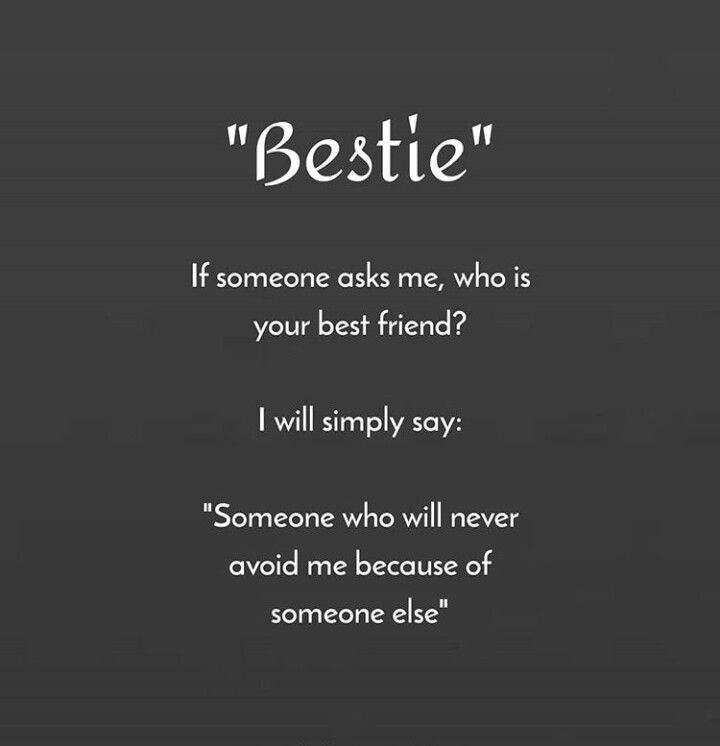 "Bestie"
If someone asks me, who is
your best friend?
I will simply say:
"Someone who will never
avoid me because of
someone else"